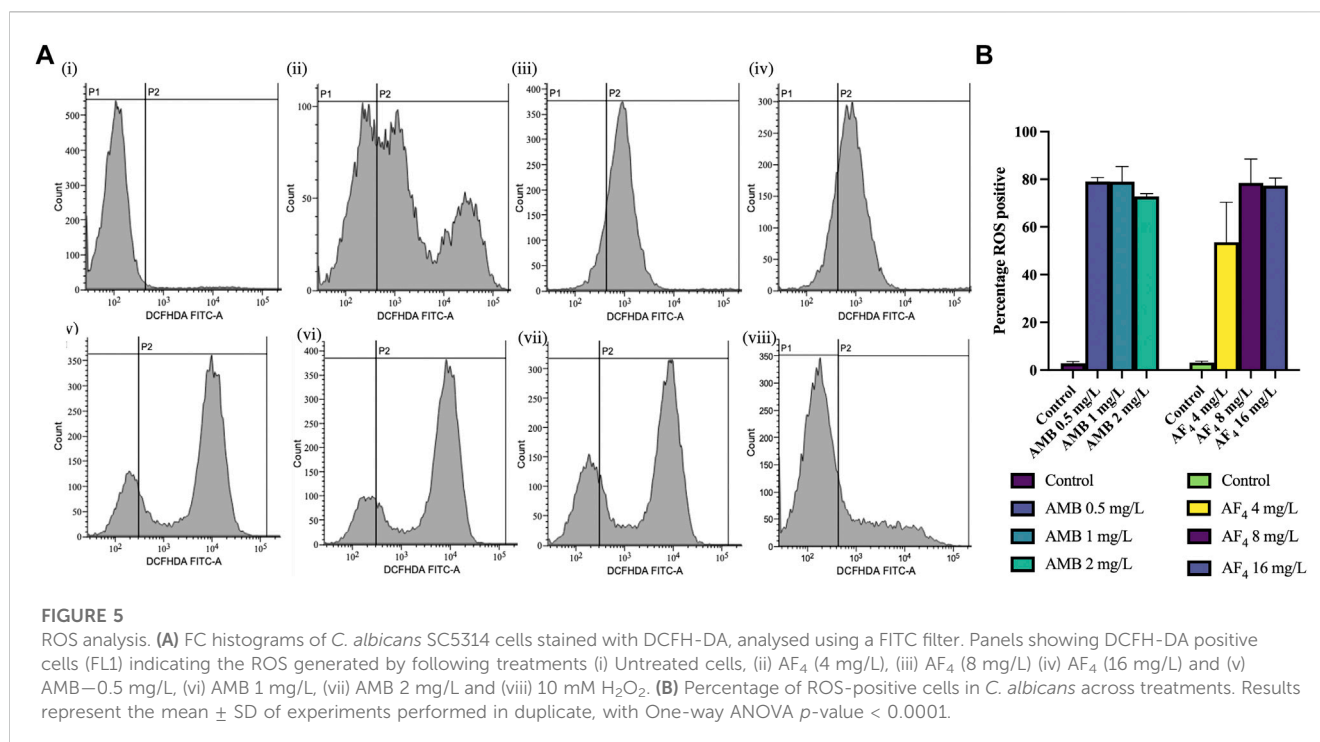 A
B
(i)
(ii)
(iii)
(iv)
P1
P2
500
400
300
200
100
0
Count
10²
10³
10⁴
10⁵
DCFHDA FITC-A
P1
P2
100
50
0
Count
10²
10³
10⁴
10⁵
DCFHDA FITC-A
P1
P2
400
350
300
250
200
150
100
50
0
Count
10²
10³
10⁴
10⁵
DCFHDA FITC-A
P1
P2
300
250
200
150
100
50
0
Count
10²
10³
10⁴
10⁵
DCFHDA FITC-A
v)
(vi)
(vii)
(viii)
P2
350
300
250
200
150
100
50
0
Count
10²
10³
10⁴
10⁵
DCFHDA FITC-A
P2
400
350
300
250
200
150
100
50
0
Count
10²
10³
10⁴
10⁵
DCFHDA FITC-A
P2
350
300
250
200
150
100
50
0
Count
10²
10³
10⁴
10⁵
DCFHDA FITC-A
P1
P2
350
300
250
200
150
100
50
0
Count
10²
10³
10⁴
10⁵
DCFHDA FITC-A
Percentage ROS positive
100
80
60
40
20
0
Control
AMB 0.5 mg/L
AMB 1 mg/L
AMB 2 mg/L
Control
AF₄ 4 mg/L
AF₄ 8 mg/L
AF₄ 16 mg/L
Control
AMB 0.5 mg/L
AMB 1 mg/L
AMB 2 mg/L
Control
AF₄ 4 mg/L
AF₄ 8 mg/L
AF₄ 16 mg/L
FIGURE 5
ROS analysis. (A) FC histograms of C. albicans SC5314 cells stained with DCFH-DA, analysed using a FITC filter. Panels showing DCFH-DA positive
cells (FL1) indicating the ROS generated by following treatments (i) Untreated cells, (ii) AF₄ (4 mg/L), (iii) AF₄ (8 mg/L) (iv) AF₄ (16 mg/L) and (v)
AMB—0.5 mg/L, (vi) AMB 1 mg/L, (vii) AMB 2 mg/L and (viii) 10 mM H₂O₂. (B) Percentage of ROS-positive cells in C. albicans across treatments. Results
represent the mean ± SD of experiments performed in duplicate, with One-way ANOVA p-value < 0.0001.